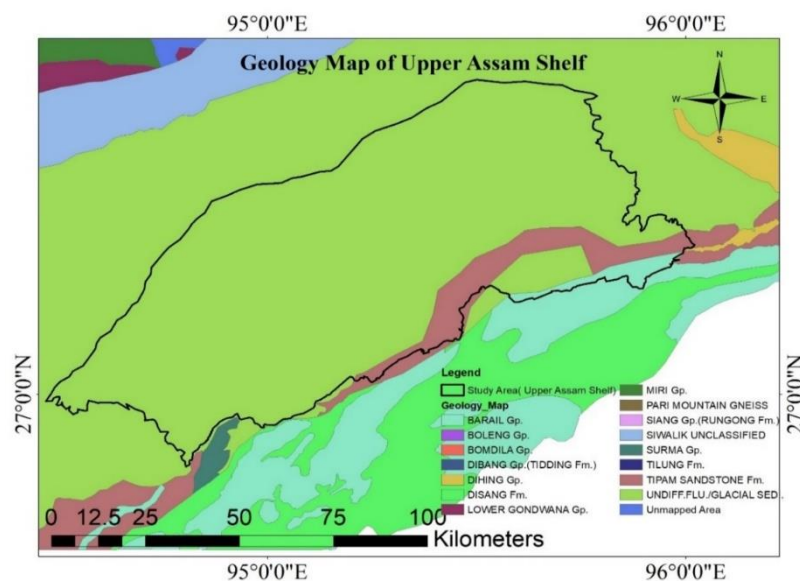 95°0'0"E 96°0'0"E
Geology Map of Upper Assam Shelf
N
W E
S
27°0'0"N 27°0'0"N
Legend
Study Area( Upper Assam Shelf)
Geology_Map
BARAIL Gp.
BOLENG Gp.
BOMDILA Gp.
DIBANG Gp.(TIDDING Fm.)
DIHING Gp.
DISANG Fm.
LOWER GONDWANA Gp.
MIRI Gp.
PARI MOUNTAIN GNEISS
SIANG Gp.(RUNGONG Fm.)
SIWALIK UNCLASSIFIED
SURMA Gp.
TILUNG Fm.
TIPAM SANDSTONE Fm.
UNDIFF.FLU./GLACIAL SED.
Unmapped Area
0 12.5 25 50 75 100
Kilometers
95°0'0"E 96°0'0"E